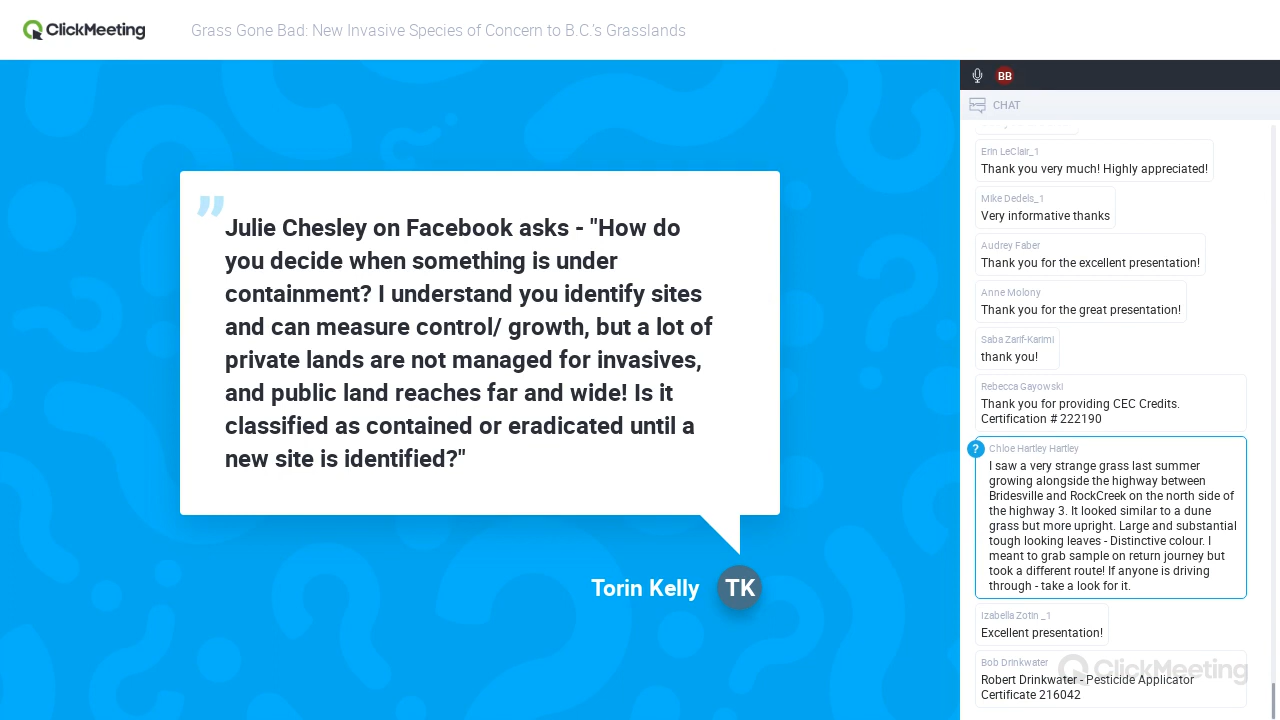 ClickMeeting
Grass Gone Bad: New Invasive Species of Concern to B.C.'s Grasslands
BB
CHAT
Julie Chesley on Facebook asks - "How do
you decide when something is under
containment? I understand you identify sites
and can measure control/ growth, but a lot of
private lands are not managed for invasives,
and public land reaches far and wide! Is it
classified as contained or eradicated until a
new site is identified?"
Torin Kelly
TK
Erin LeClair_1
Thank you very much! Highly appreciated!
Mike Dedels_1
Very informative thanks
Audrey Faber
Thank you for the excellent presentation!
Anne Molony
Thank you for the great presentation!
Saba Zarif-Karimi
thank you!
Rebecca Gayowski
Thank you for providing CEC Credits.
Certification # 222190
?
Chloe Hartley Hartley
I saw a very strange grass last summer
growing alongside the highway between
Bridesville and RockCreek on the north side of
the highway 3. It looked similar to a dune
grass but more upright. Large and substantial
tough looking leaves - Distinctive colour. I
meant to grab sample on return journey but
took a different route! If anyone is driving
through - take a look for it.
Izabella Zotin _1
Excellent presentation!
Bob Drinkwater
Robert Drinkwater - Pesticide Applicator
Certificate 216042
ClickMeeting